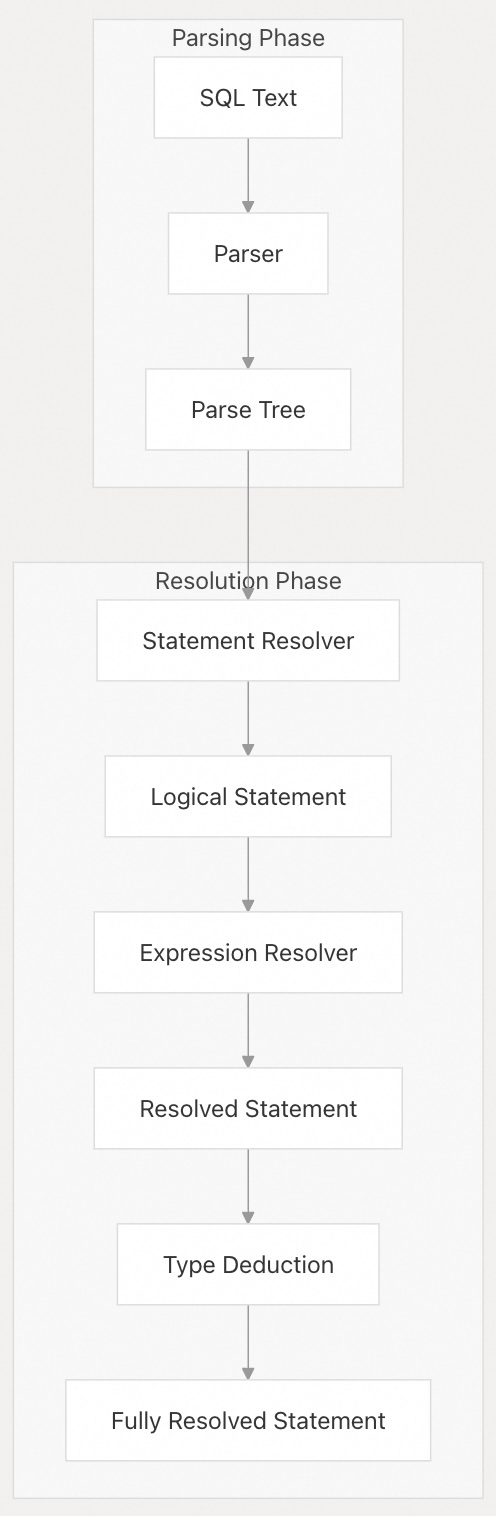 Parsing Phase
SQL Text
Parser
Parse Tree
Resolution Phase
Statement Resolver
Logical Statement
Expression Resolver
Resolved Statement
Type Deduction
Fully Resolved Statement